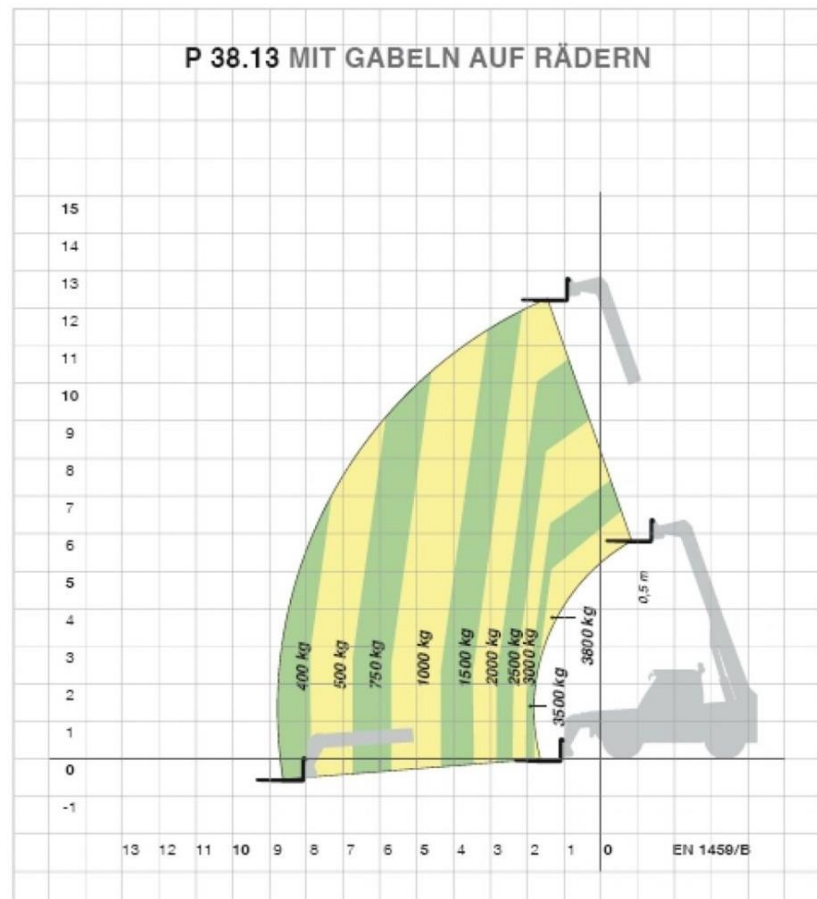 P 38.13 MIT GABELN AUF RÄDERN
15
14
13
12
11
10
9
8
7
6
5
4
3
2
1
0
-1
400 kg
500 kg
750 kg
1000 kg
1500 kg
2000 kg
2500 kg
3000 kg
3500 kg
3800 kg
0,5 m
13 12 11 10 9 8 7 6 5 4 3 2 1 0 EN 1459/B